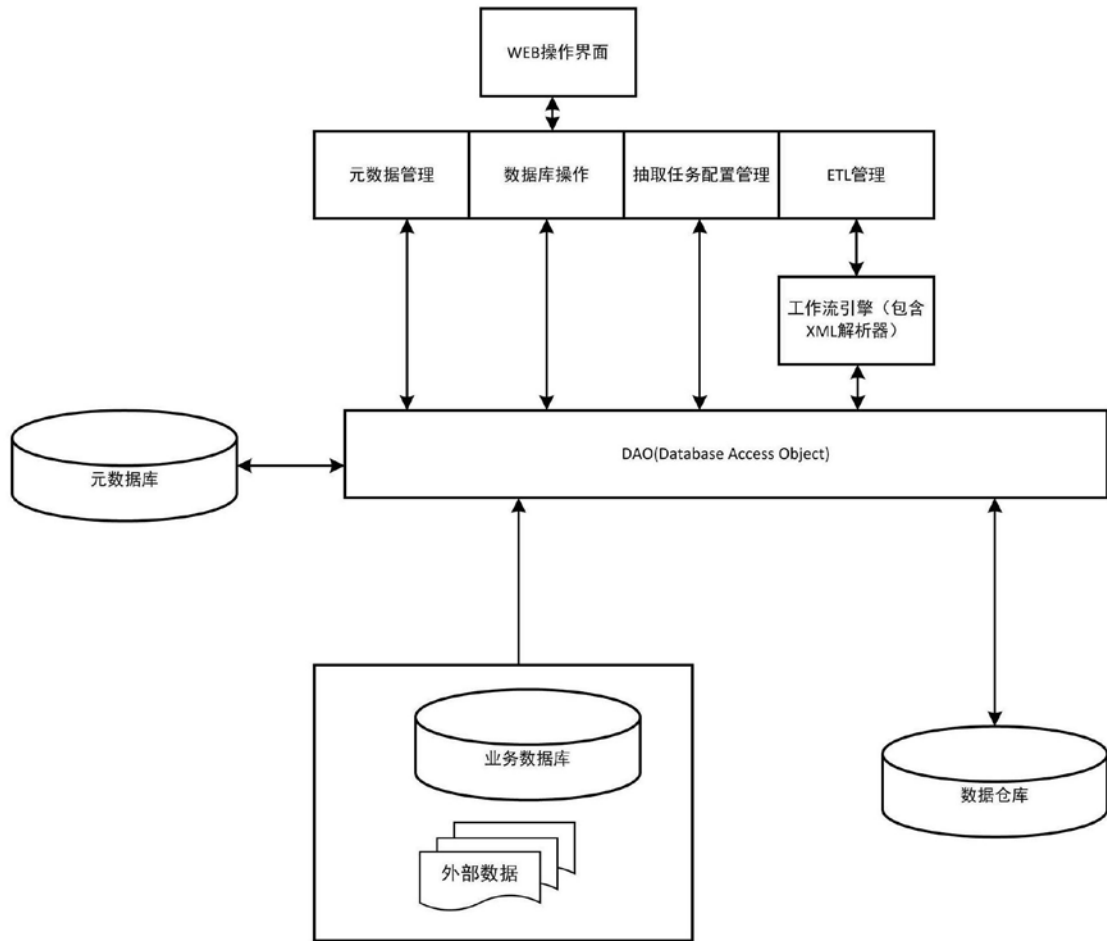 WEB操作界面
元数据管理
数据库操作
抽取任务配置管理
ETL管理
工作流引擎（包含
XML解析器）
DAO(Database Access Object)
元数据库
业务数据库
外部数据
数据仓库